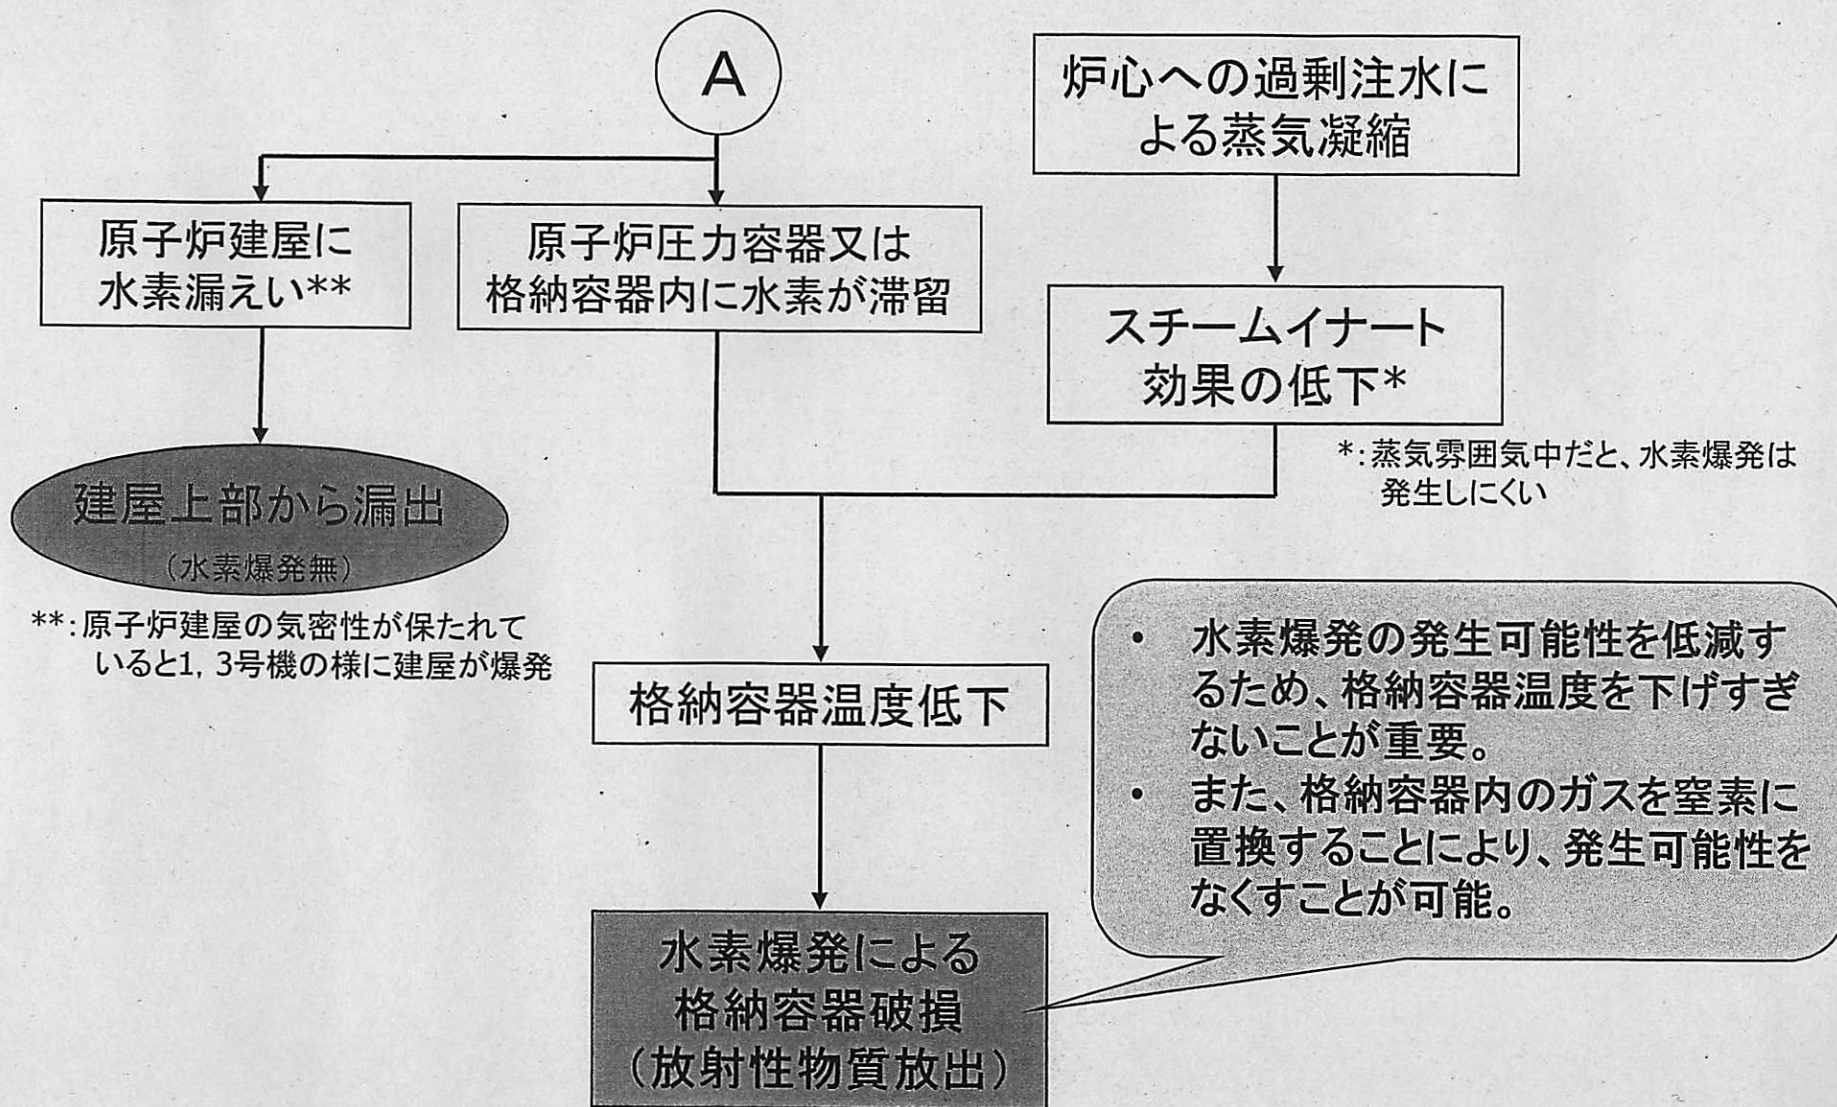 A
炉心への過剰注水に
よる蒸気凝縮
原子炉建屋に
水素漏えい**
原子炉圧力容器又は
格納容器内に水素が滞留
スチームイナート
効果の低下*
*:蒸気雰囲気中だと、水素爆発は
発生しにくい
建屋上部から漏出
(水素爆発無)
**:原子炉建屋の気密性が保たれて
いると1, 3号機の様に建屋が爆発
格納容器温度低下
・ 水素爆発の発生可能性を低減す
るため、格納容器温度を下げすぎ
ないことが重要。
・ また、格納容器内のガスを窒素に
置換することにより、発生可能性を
なくすことが可能。
水素爆発による
格納容器破損
(放射性物質放出)